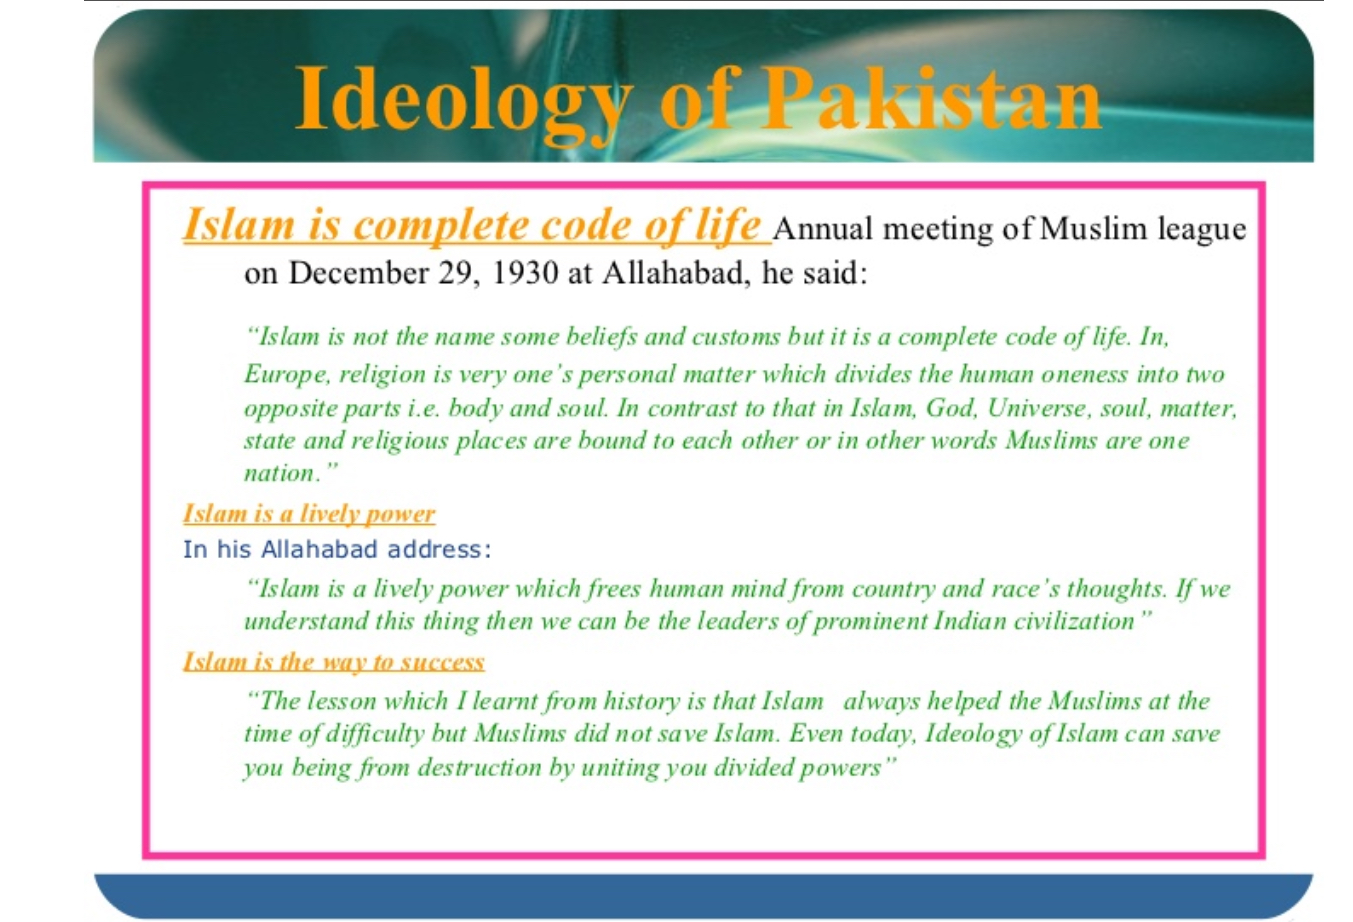 Ideology of Pakistan
Islam is complete code of life Annual meeting of Muslim league
on December 29, 1930 at Allahabad, he said:
“Islam is not the name some beliefs and customs but it is a complete code of life. In,
Europe, religion is very one’s personal matter which divides the human oneness into two
opposite parts i.e. body and soul. In contrast to that in Islam, God, Universe, soul, matter,
state and religious places are bound to each other or in other words Muslims are one
nation.”
Islam is a lively power
In his Allahabad address:
“Islam is a lively power which frees human mind from country and race’s thoughts. If we
understand this thing then we can be the leaders of prominent Indian civilization”
Islam is the way to success
“The lesson which I learnt from history is that Islam always helped the Muslims at the
time of difficulty but Muslims did not save Islam. Even today, Ideology of Islam can save
you being from destruction by uniting you divided powers”